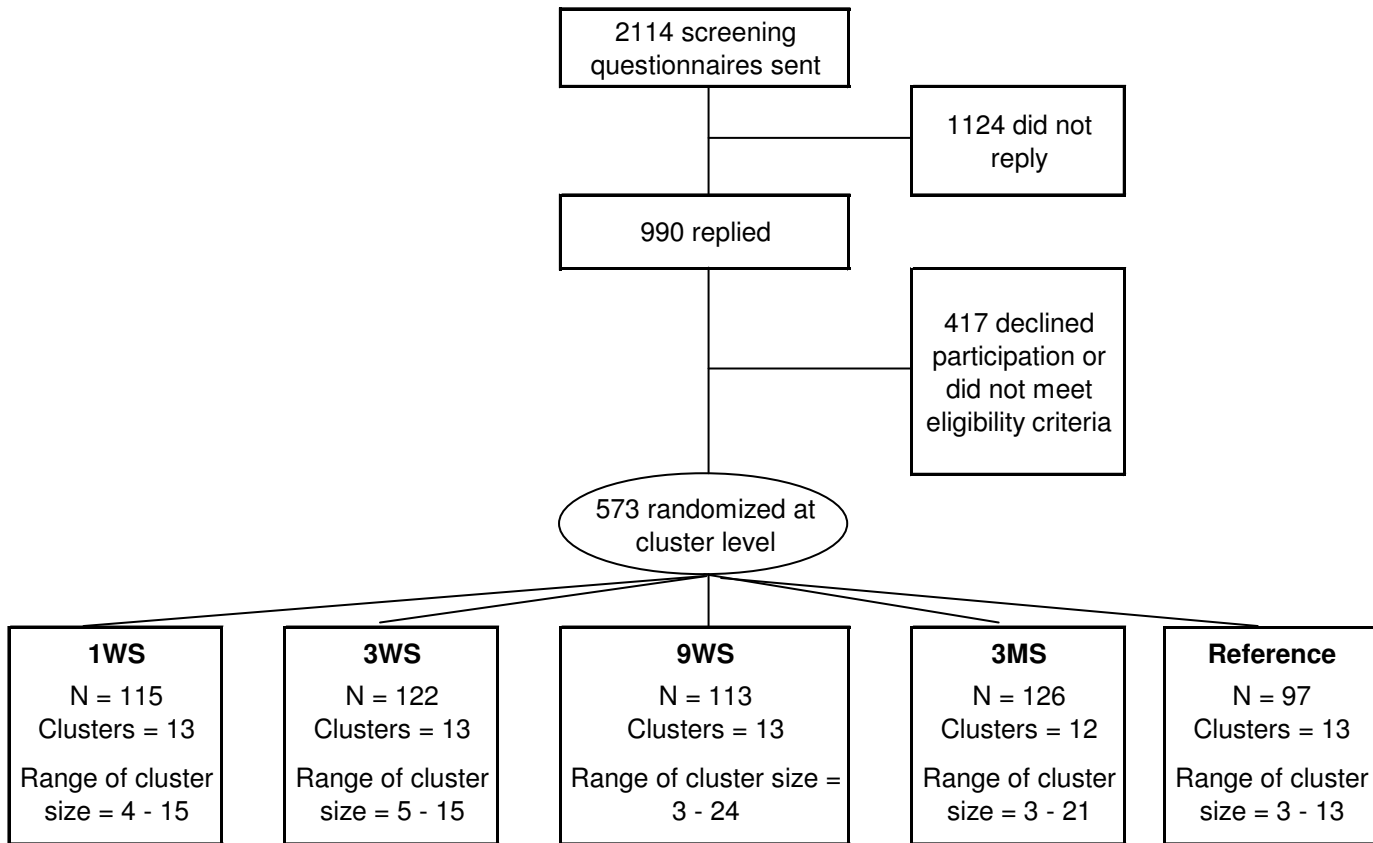 2114 screening
questionnaires sent
1124 did not
reply
990 replied
417 declined
participation or
did not meet
eligibility criteria
573 randomized at
cluster level
1WS
N = 115
Clusters = 13
Range of cluster
size = 4 - 15
3WS
N = 122
Clusters = 13
Range of cluster
size = 5 - 15
9WS
N = 113
Clusters = 13
Range of cluster size =
3 - 24
3MS
N = 126
Clusters = 12
Range of cluster
size = 3 - 21
Reference
N = 97
Clusters = 13
Range of cluster
size = 3 - 13